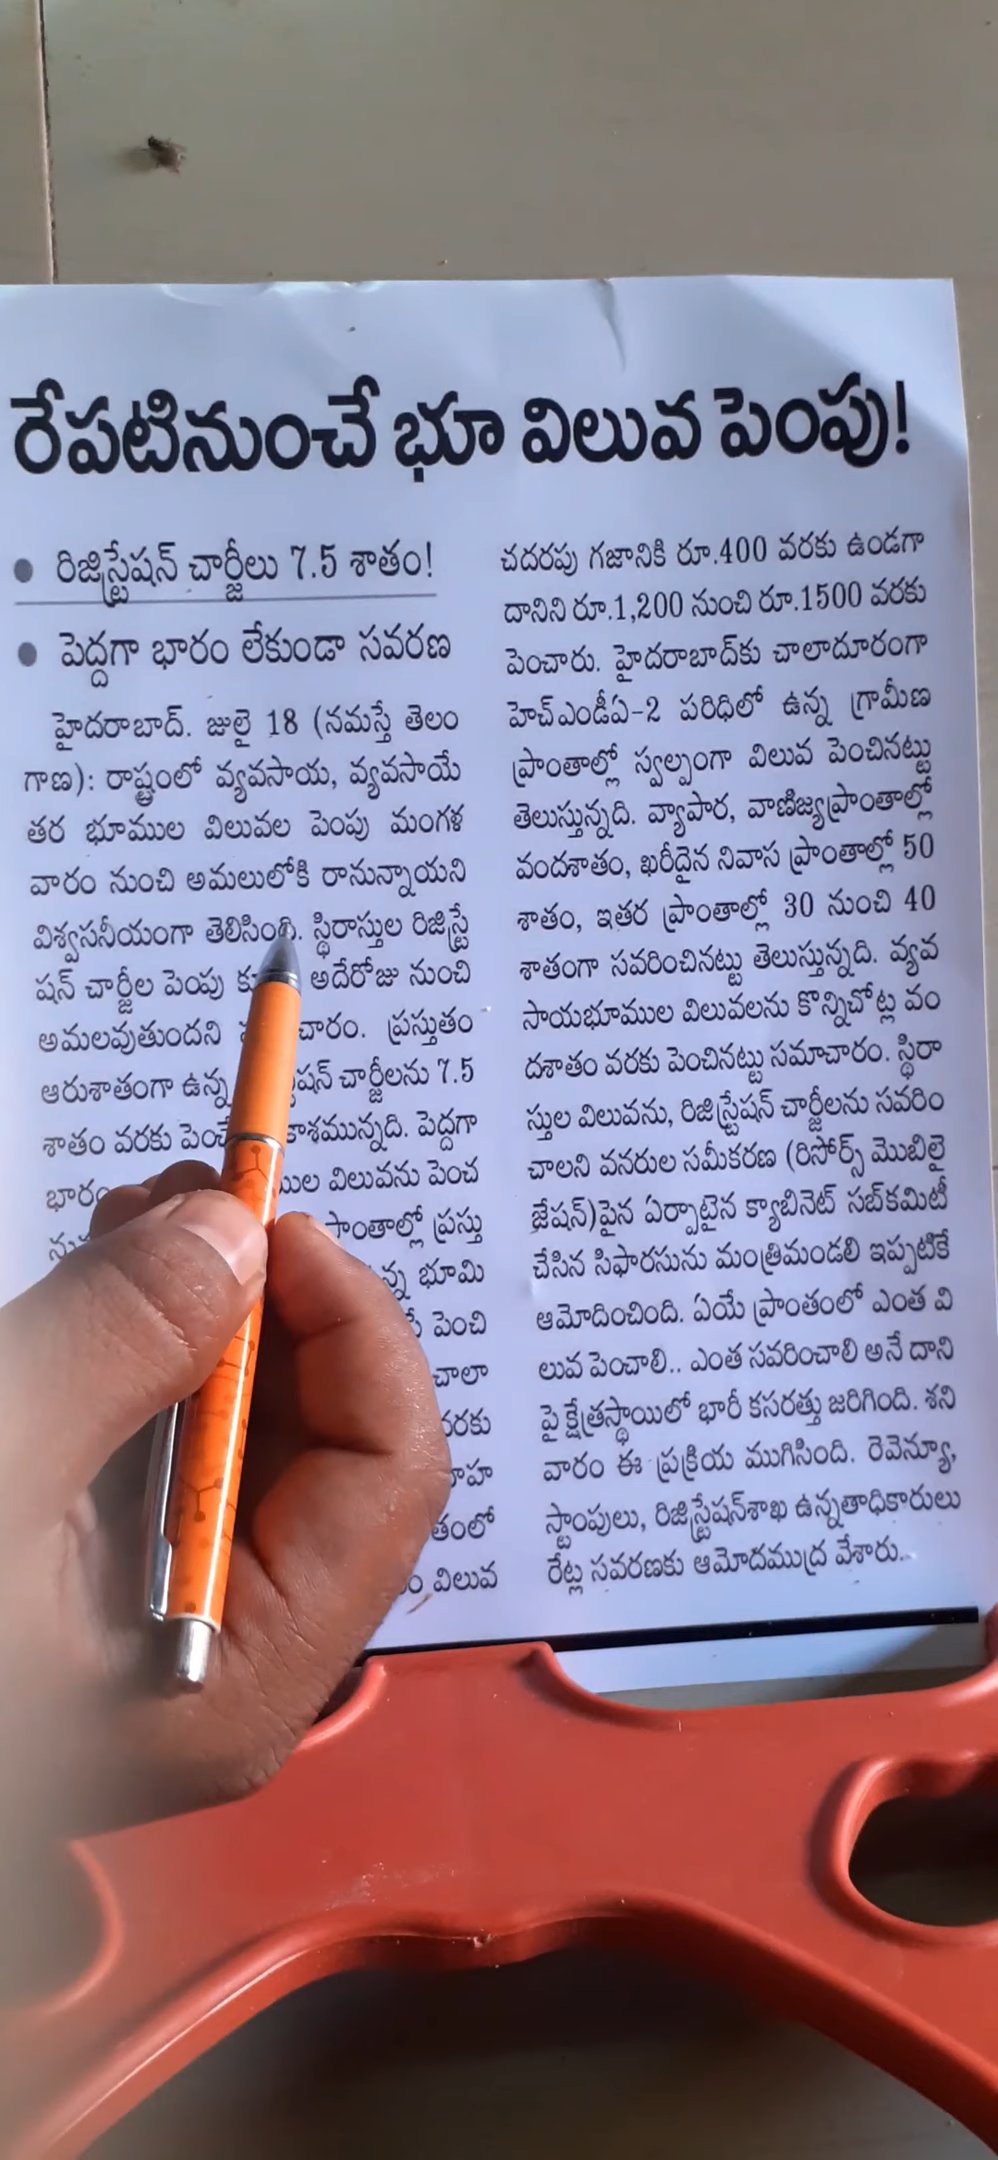 రేపటినుంచే భూ విలువ పెంపు!
● రిజిస్ట్రేషన్ చార్జీలు 7.5 శాతం!
● పెద్దగా భారం లేకుండా సవరణ
హైదరాబాద్. జులై 18 (నమస్తే తెలం
గాణ): రాష్ట్రంలో వ్యవసాయ, వ్యవసాయే
తర భూముల విలువల పెంపు మంగళ
వారం నుంచి అమలులోకి రానున్నాయని
విశ్వసనీయంగా తెలిసింది. స్థిరాస్తుల రిజిస్ట్రే
షన్ చార్జీల పెంపు అదేరోజు నుంచి
అమలవుతుందని ప్రస్తుతం
ఆరుశాతంగా ఉన్న చార్జీలను 7.5
శాతం వరకు పెద్దగా
విలువను పెంచ
ప్రస్తు
భూమి
పెంచి
చాలా
వరకు
విలువ
చదరపు గజానికి రూ.400 వరకు ఉండగా
దానిని రూ.1,200 నుంచి రూ.1500 వరకు
పెంచారు. హైదరాబాద్‌కు చాలాదూరంగా
హెచ్ఎండీఏ-2 పరిధిలో ఉన్న గ్రామీణ
ప్రాంతాల్లో స్వల్పంగా విలువ పెంచినట్టు
తెలుస్తున్నది. వ్యాపార, వాణిజ్యప్రాంతాల్లో
వందశాతం, ఖరీదైన నివాస ప్రాంతాల్లో 50
శాతం, ఇతర ప్రాంతాల్లో 30 నుంచి 40
శాతంగా సవరించినట్టు తెలుస్తున్నది. వ్యవ
సాయభూముల విలువలను కొన్నిచోట్ల వం
దశాతం వరకు పెంచినట్టు సమాచారం. స్థిరా
స్తుల విలువను, రిజిస్ట్రేషన్ చార్జీలను సవరిం
చాలని వనరుల సమీకరణ (రిసోర్స్ మొబిలై
జేషన్)పైన ఏర్పాటైన క్యాబినెట్ సబ్‌కమిటీ
చేసిన సిఫారసును మంత్రిమండలి ఇప్పటికే
ఆమోదించింది. ఏయే ప్రాంతంలో ఎంత వి
లువ పెంచాలి.. ఎంత సవరించాలి అనే దాని
పై క్షేత్రస్థాయిలో భారీ కసరత్తు జరిగింది. శని
వారం ఈ ప్రక్రియ ముగిసింది. రెవెన్యూ,
స్టాంపులు, రిజిస్ట్రేషన్‌శాఖ ఉన్నతాధికారులు
రేట్ల సవరణకు ఆమోదముద్ర వేశారు.